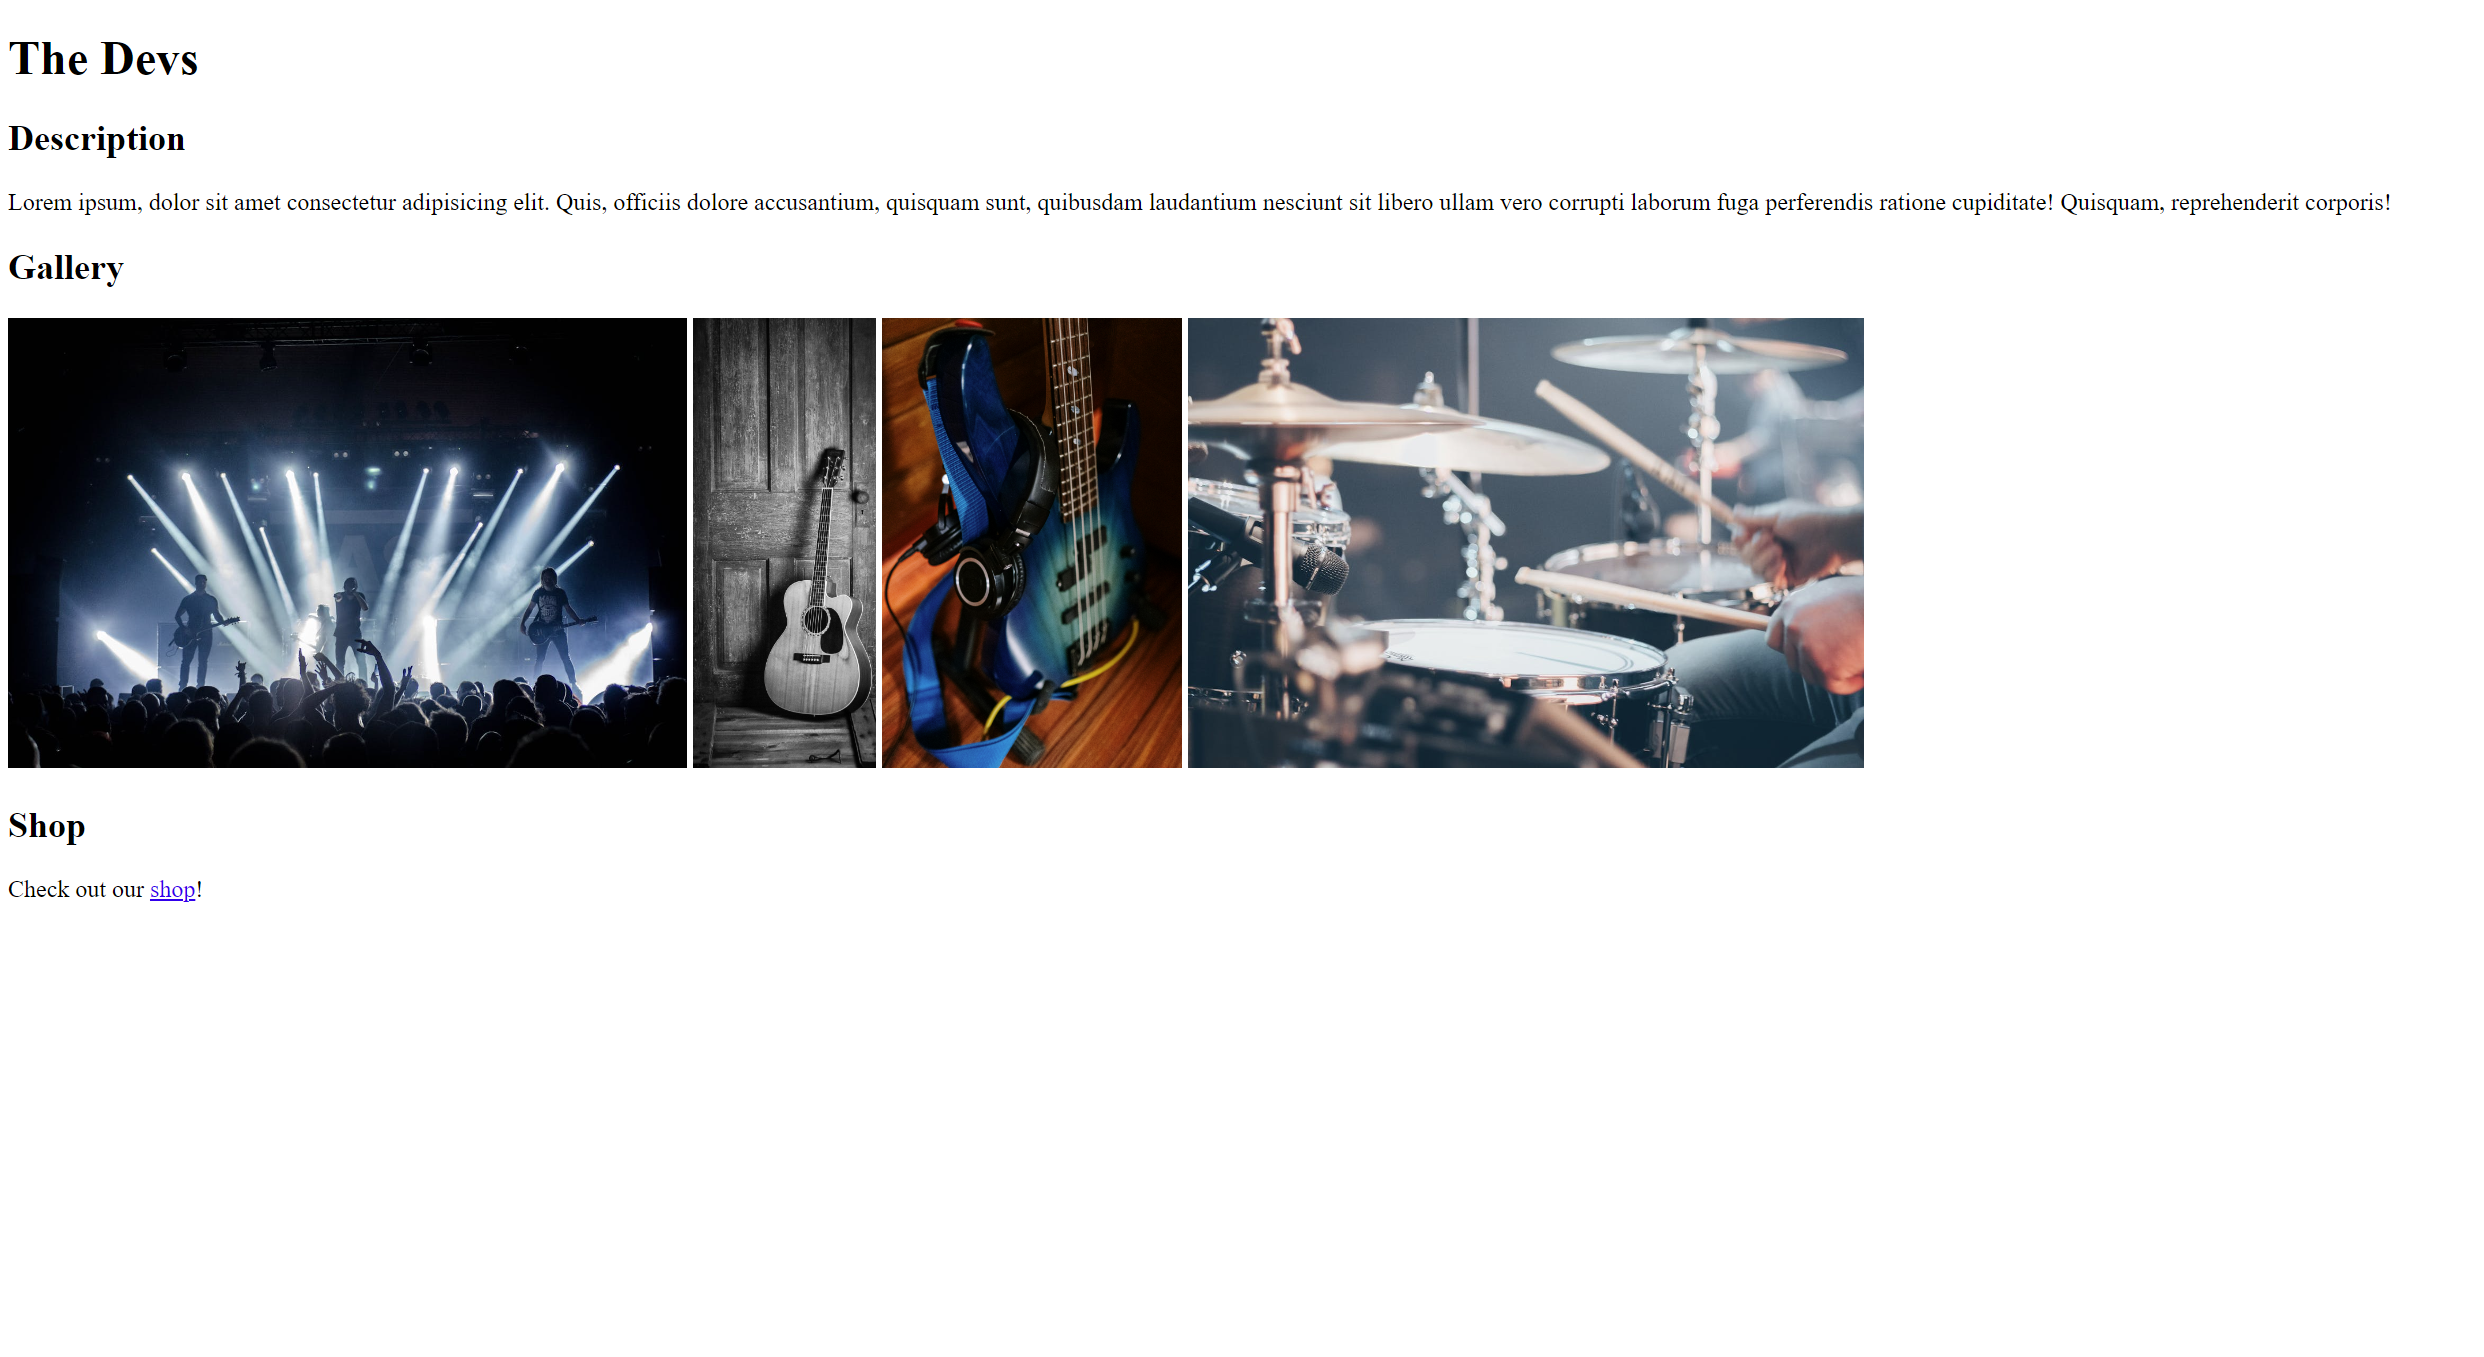 The Devs
Description
Lorem ipsum, dolor sit amet consectetur adipisicing elit. Quis, officiis dolore accusantium, quisquam sunt, quibusdam laudantium nesciunt sit libero ullam vero corrupti laborum fuga perferendis ratione cupiditate! Quisquam, reprehenderit corporis!
Gallery
Shop
Check out our shop!